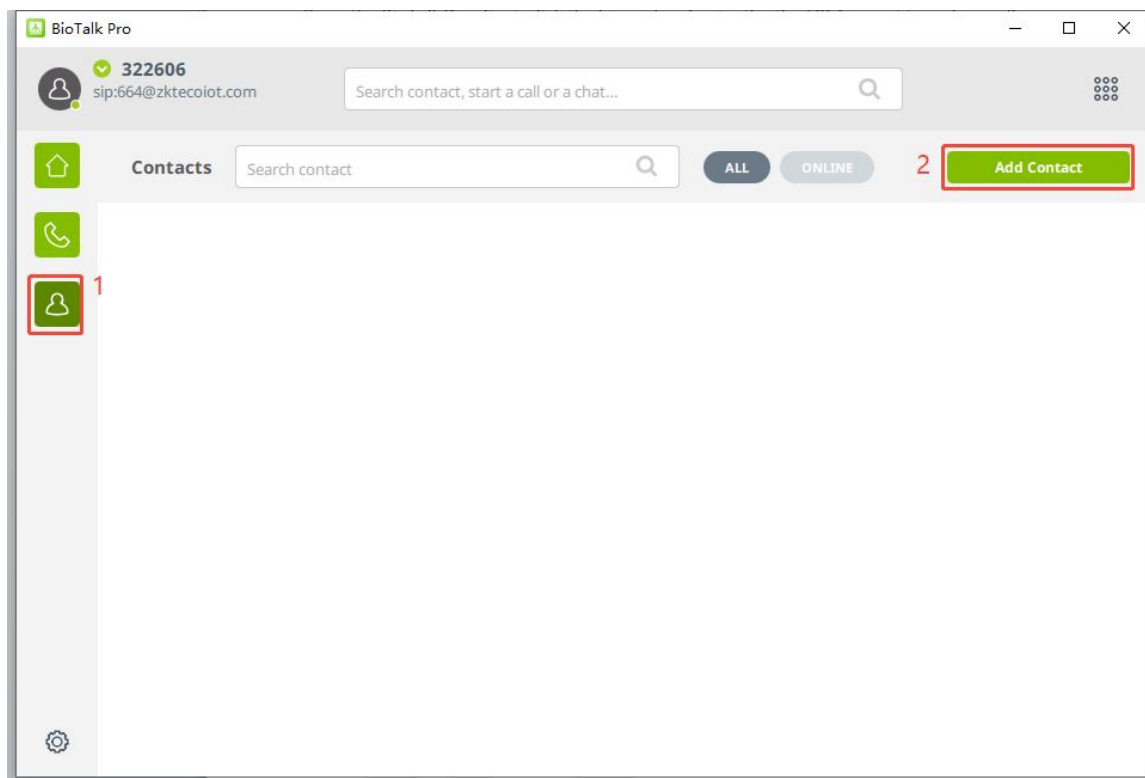 BioTalk Pro
322606
sip:664@zktecoiot.com
Search contact, start a call or a chat...
Contacts
Search contact
ALL
ONLINE
2
Add Contact
1